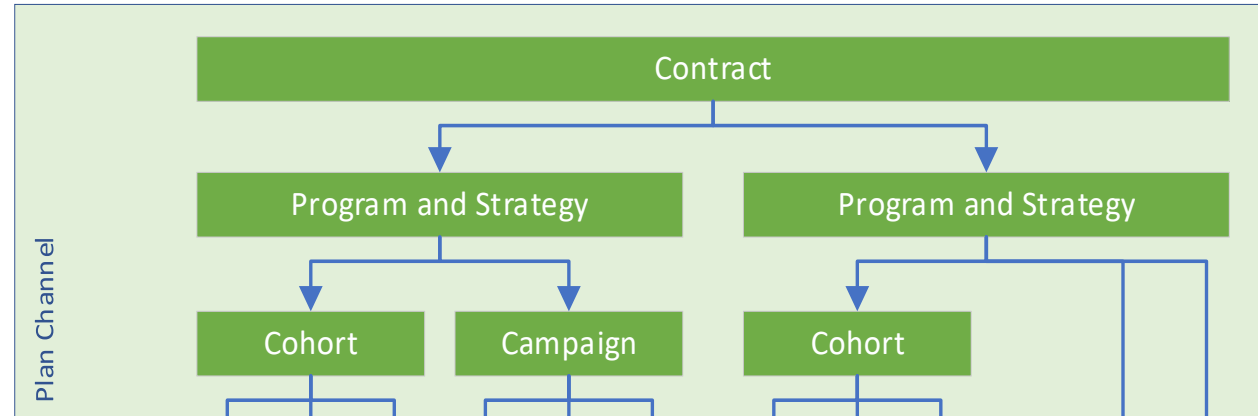 Contract
Program and Strategy
Program and Strategy
Cohort
Campaign
Cohort
Plan Channel